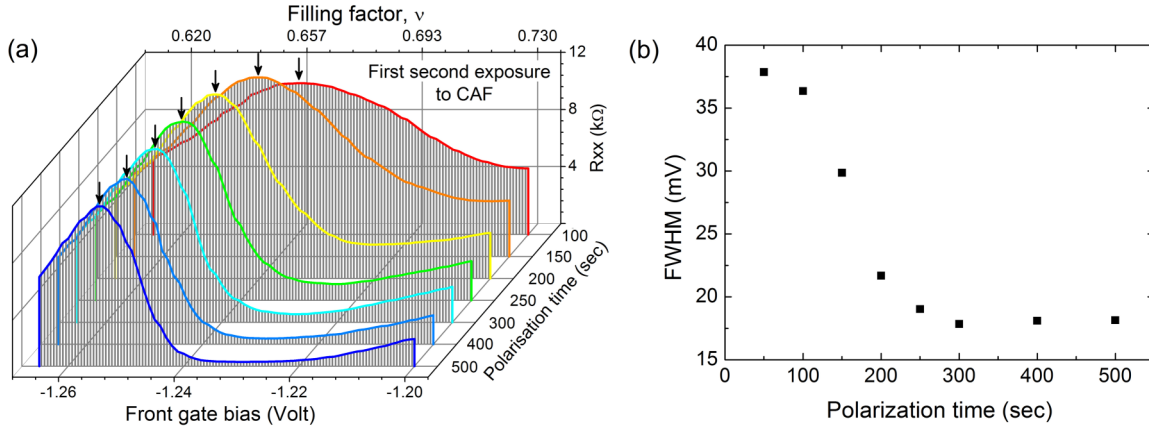 (a)
Filling factor, ν
0.620 0.657 0.693 0.730
First second exposure
to CAF
12
8
4
Rxx (kΩ)
100
150
200
250
300
400
500
Polarisation time (sec)
-1.26 -1.24 -1.22 -1.20
Front gate bias (Volt)
(b)
40
35
30
25
20
15
FWHM (mV)
0 100 200 300 400 500
Polarization time (sec)